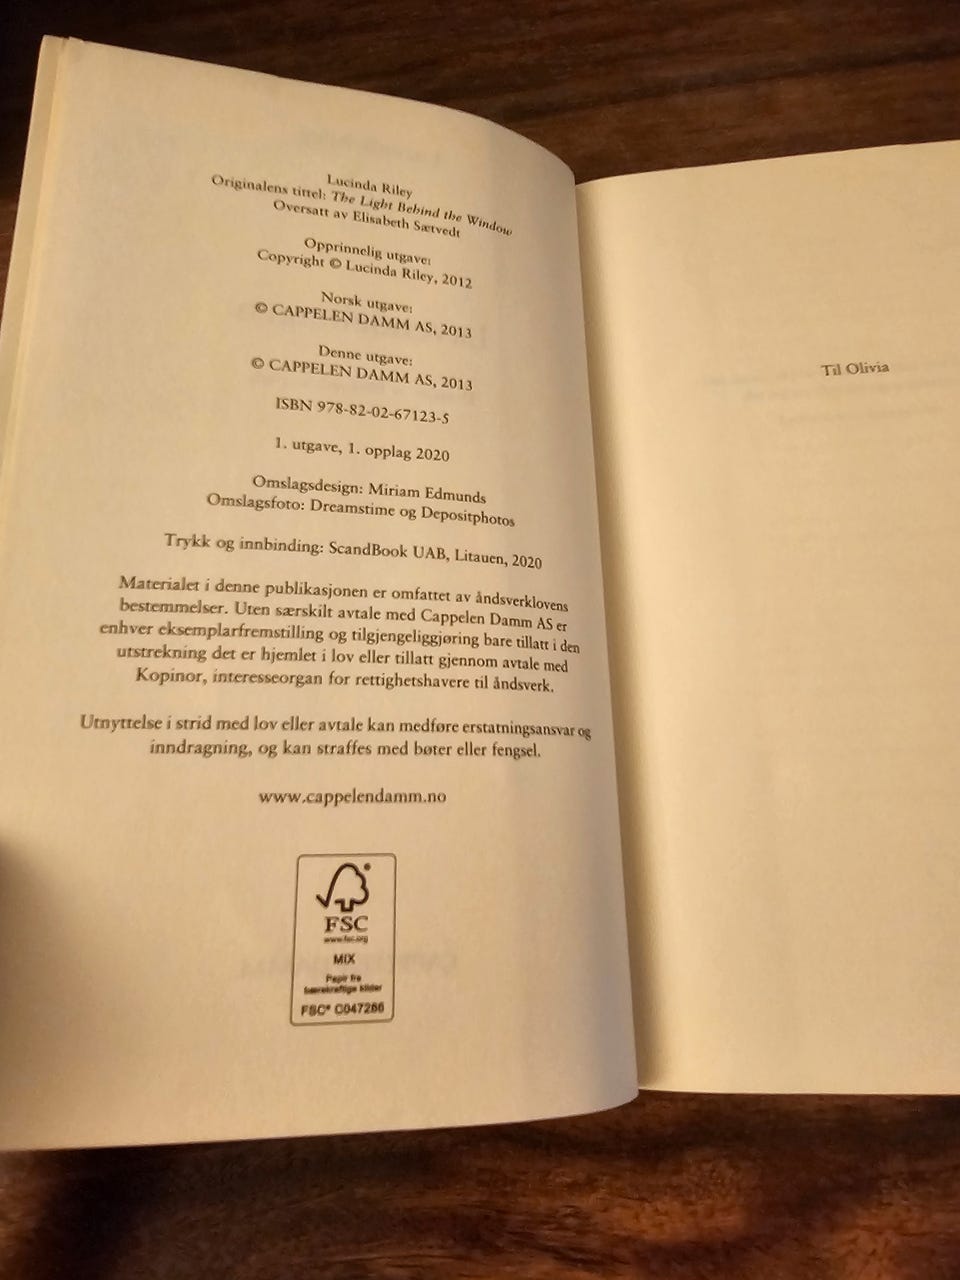 Lucinda Riley
Originalens tittel: The Light Behind the Window
Oversatt av Elisabeth Sætvedt
Opprinnelig utgave:
Copyright © Lucinda Riley, 2012
Norsk utgave:
© CAPPELEN DAMM AS, 2013
Denne utgave:
© CAPPELEN DAMM AS, 2013
ISBN 978-82-02-67123-5
1. utgave, 1. opplag 2020
Omslagsdesign: Miriam Edmunds
Omslagsfoto: Dreamstime og Depositphotos
Trykk og innbinding: ScandBook UAB, Litauen, 2020
Materialet i denne publikasjonen er omfattet av åndsverklovens
bestemmelser. Uten særskilt avtale med Cappelen Damm AS er
enhver eksemplarfremstilling og tilgjengeliggjøring bare tillatt i den
utstrekning det er hjemlet i lov eller tillatt gjennom avtale med
Kopinor, interesseorgan for rettighetshavere til åndsverk.
Utnyttelse i strid med lov eller avtale kan medføre erstatningsansvar og
inndragning, og kan straffes med bøter eller fengsel.
www.cappelendamm.no
FSC
www.fsc.org
MIX
Papir fra
bærekraftige kilder
FSC® C047266
Til Olivia